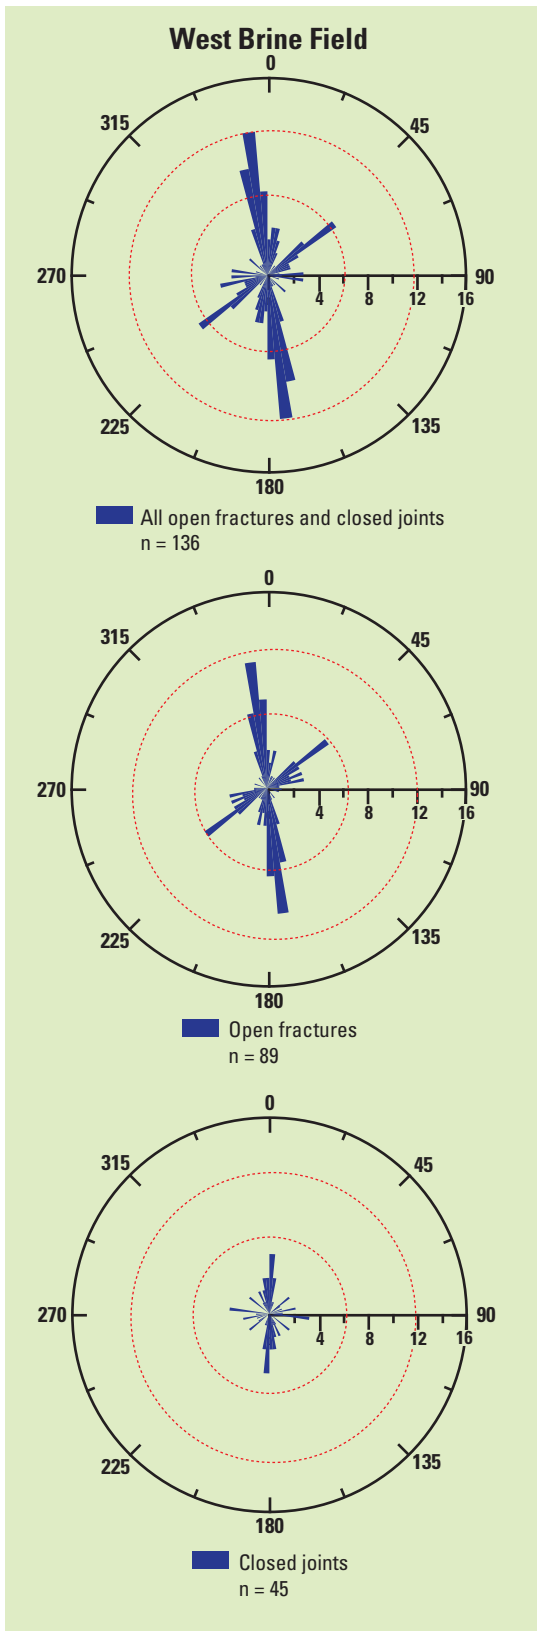 West Brine Field
0
315
45
270
90
4 8 12 16
225
135
180
All open fractures and closed joints
n = 136
0
315
45
270
90
4 8 12 16
225
135
180
Open fractures
n = 89
0
315
45
270
90
4 8 12 16
225
135
180
Closed joints
n = 45